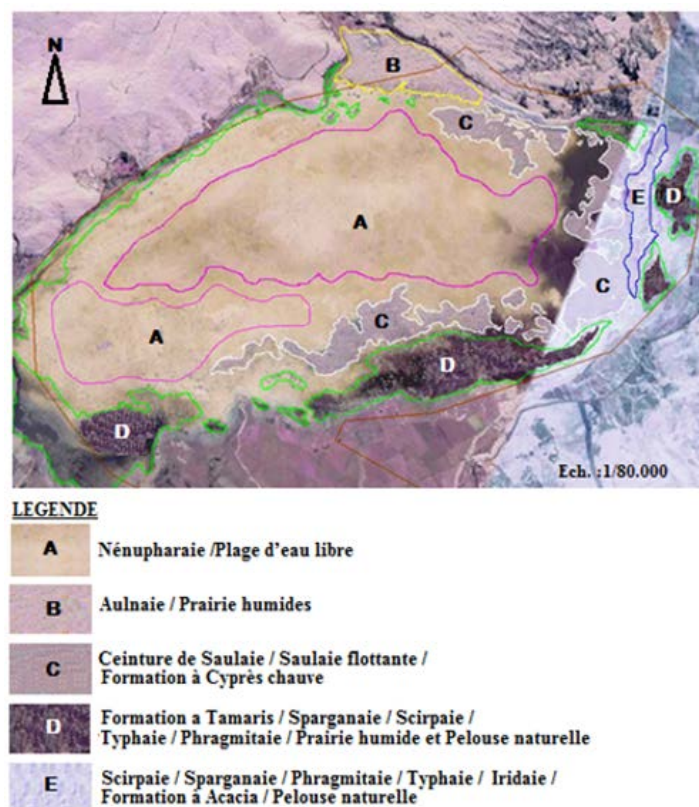 N
B
C
E
D
A
C
C
A
D
D
Ech. :1/80.000
LEGENDE
A Nénupharaie /Plage d'eau libre
B Aulnaie / Prairie humides
C Ceinture de Saulaie / Saulaie flottante /
Formation à Cyprès chauve
D Formation a Tamaris / Sparganaie / Scirpaie /
Typhaie / Phragmitaie / Prairie humide et Pelouse naturelle
E Scirpaie / Sparganaie / Phragmitaie / Typhaie / Iridaie /
Formation à Acacia / Pelouse naturelle